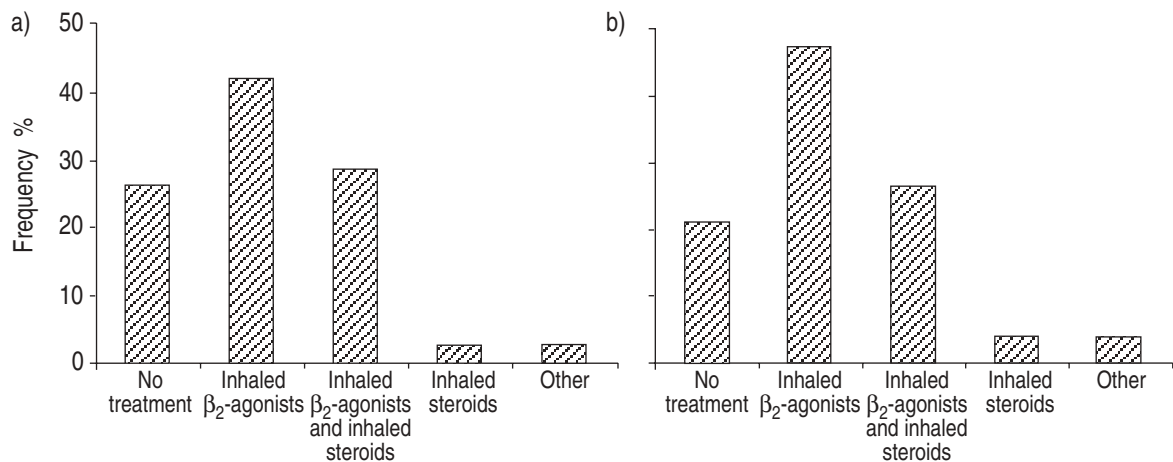 a)
50
40
30
20
10
0
Frequency %
No
treatment
Inhaled
β2-agonists
Inhaled
β2-agonists
and inhaled
steroids
Inhaled
steroids
Other
b)
No
treatment
Inhaled
β2-agonists
Inhaled
β2-agonists
and inhaled
steroids
Inhaled
steroids
Other